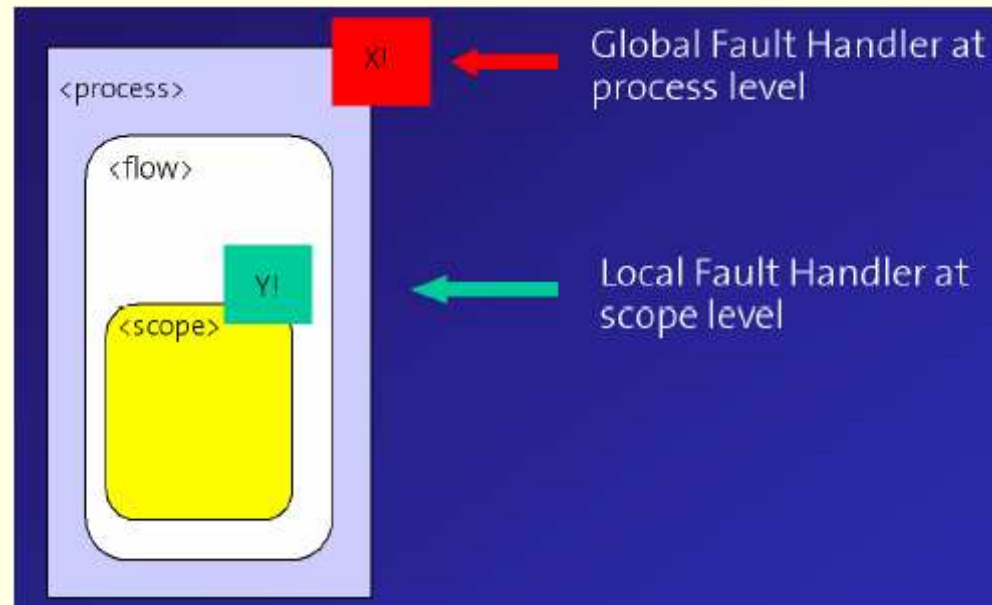 X!
Global Fault Handler at
process level
<process>
<flow>
Y!
Local Fault Handler at
scope level
<scope>